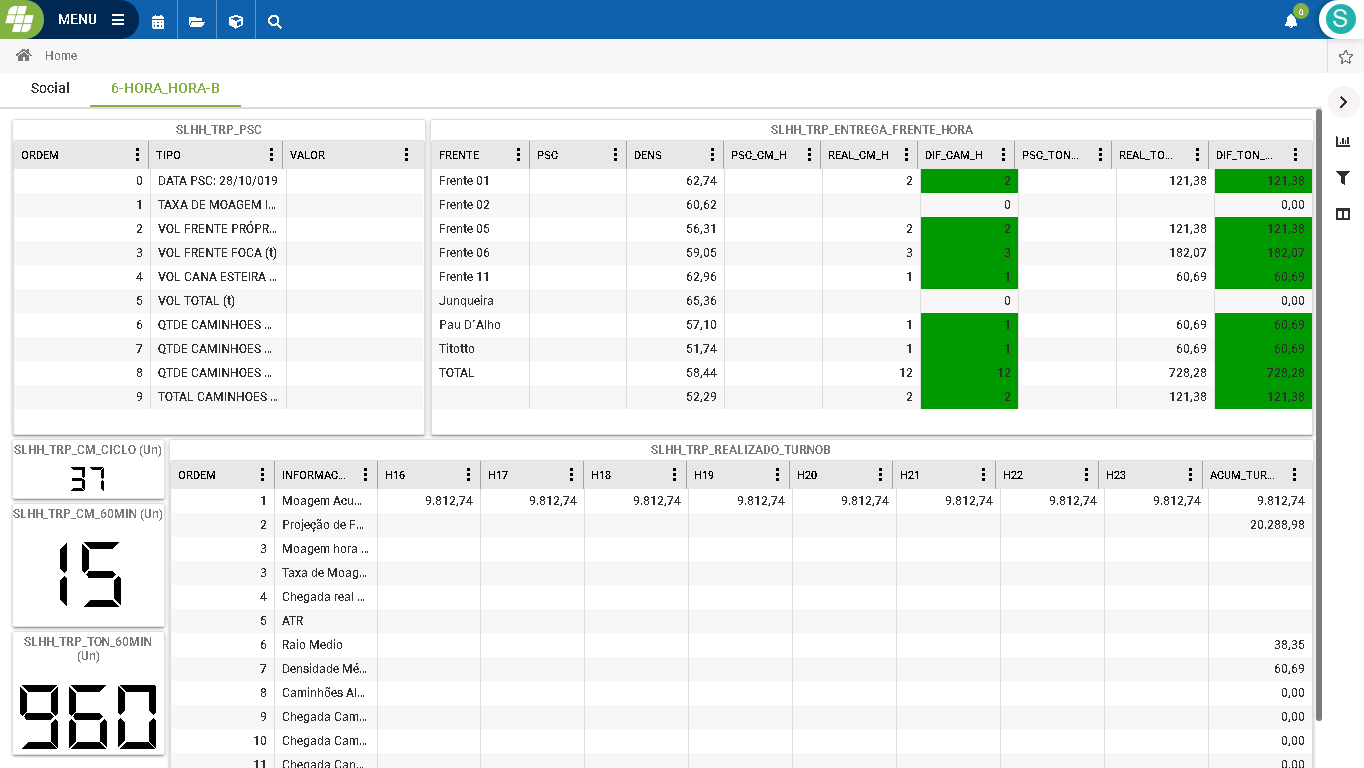 MENU
0
S
Home
Social 6-HORA_HORA-B
SLHH_TRP_PSC
ORDEM TIPO VALOR
0 DATA PSC: 28/10/019
1 TAXA DE MOAGEM I...
2 VOL FRENTE PRÓPR...
3 VOL FRENTE FOCA (t)
4 VOL CANA ESTEIRA ...
5 VOL TOTAL (t)
6 QTDE CAMINHOES ...
7 QTDE CAMINHOES ...
8 QTDE CAMINHOES ...
9 TOTAL CAMINHOES ...
SLHH_TRP_ENTREGA_FRENTE_HORA
FRENTE PSC DENS PSC_CM_H REAL_CM_H DIF_CAM_H PSC_TON... REAL_TO... DIF_TON_...
Frente 01 62,74 2 2 121,38 121,38
Frente 02 60,62 0 0,00
Frente 05 56,31 2 2 121,38 121,38
Frente 06 59,05 3 3 182,07 182,07
Frente 11 62,96 1 1 60,69 60,69
Junqueira 65,36 0 0,00
Pau D´Alho 57,10 1 1 60,69 60,69
Titotto 51,74 1 1 60,69 60,69
TOTAL 58,44 12 12 728,28 728,28
52,29 2 2 121,38 121,38
SLHH_TRP_CM_CICLO (Un)
37
SLHH_TRP_CM_60MIN (Un)
15
SLHH_TRP_TON_60MIN
(Un)
960
SLHH_TRP_REALIZADO_TURNOB
ORDEM INFORMAC... H16 H17 H18 H19 H20 H21 H22 H23 ACUM_TUR...
1 Moagem Acu... 9.812,74 9.812,74 9.812,74 9.812,74 9.812,74 9.812,74 9.812,74 9.812,74 9.812,74
2 Projeção de F... 20.288,98
3 Moagem hora ...
3 Taxa de Moag...
4 Chegada real ...
5 ATR
6 Raio Medio 38,35
7 Densidade Mé... 60,69
8 Caminhões Al... 0,00
9 Chegada Cam... 0,00
10 Chegada Cam... 0,00
11 Chegada Can... 0,00